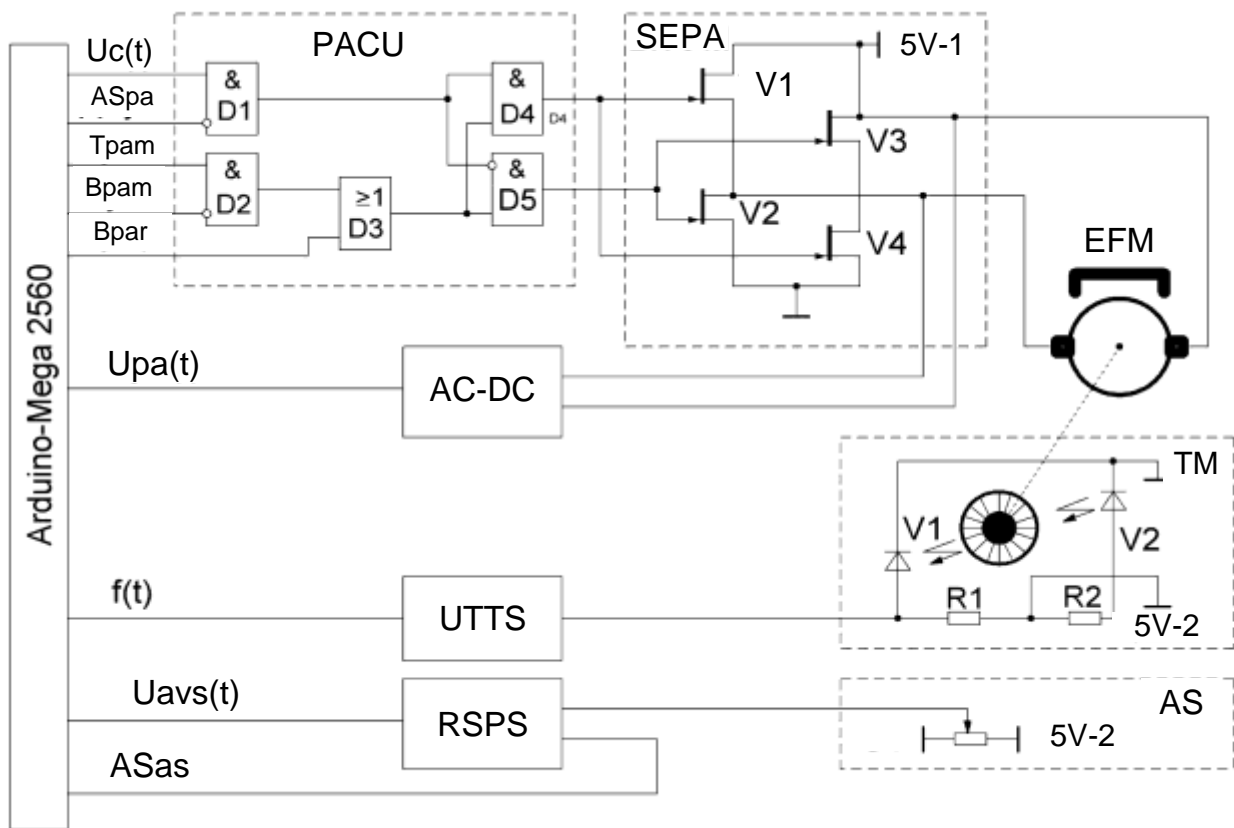 PACU
SEPA
Uc(t)
ASpa
Tpam
Bpam
Bpar
&
D1
&
D2
≥1
D3
&
D4
D4
&
D5
5V-1
V1
V3
V2
V4
EFM
Arduino-Mega 2560
Upa(t)
AC-DC
TM
V1
V2
R1
R2
5V-2
f(t)
UTTS
Uavs(t)
RSPS
AS
5V-2
ASas